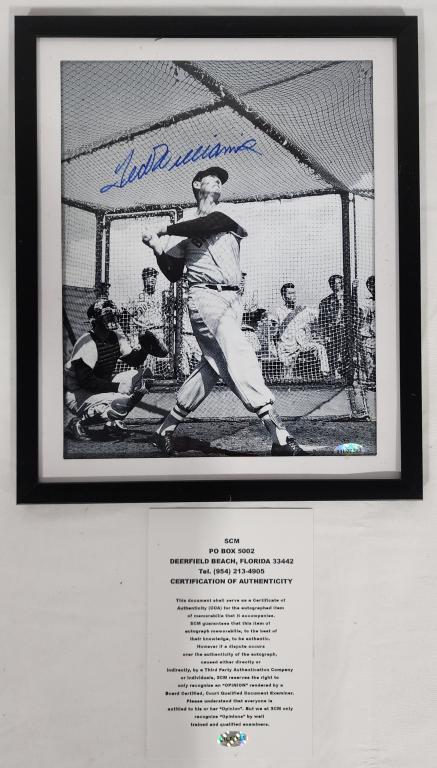 Ted Williams
SCM
PO BOX 5002
DEERFIELD BEACH, FLORIDA 33442
Tel. (954) 213-4905
CERTIFICATION OF AUTHENTICITY
This document shall serve as a Certificate of
Authenticity (COA) for the autographed item
of memorabilia that it accompanies.
SCM guarantees that this item of
autograph memorabilia, to the best of
their knowledge, to be authentic.
However if a dispute occurs
over the authenticity of the autograph,
caused either directly or
indirectly, by a Third Party Authentication Company
or individuals, SCM reserves the right to
only recognize an "OPINION" rendered by a
Board Certified, Court Qualified Document Examiner.
Please understand that everyone is
entitled to his or her "Opinion". But we at SCM only
recognize "Opinions" by well
trained and qualified examiners.